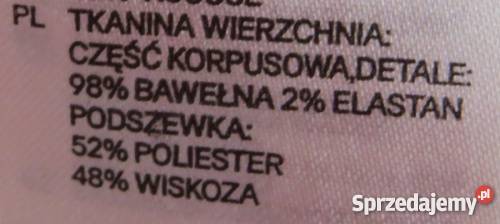 PL TKANINA WIERZCHNIA:
CZĘŚĆ KORPUSOWA,DETALE:
98% BAWEŁNA 2% ELASTAN
PODSZEWKA:
52% POLIESTER
48% WISKOZA
Sprzedajemy.pl